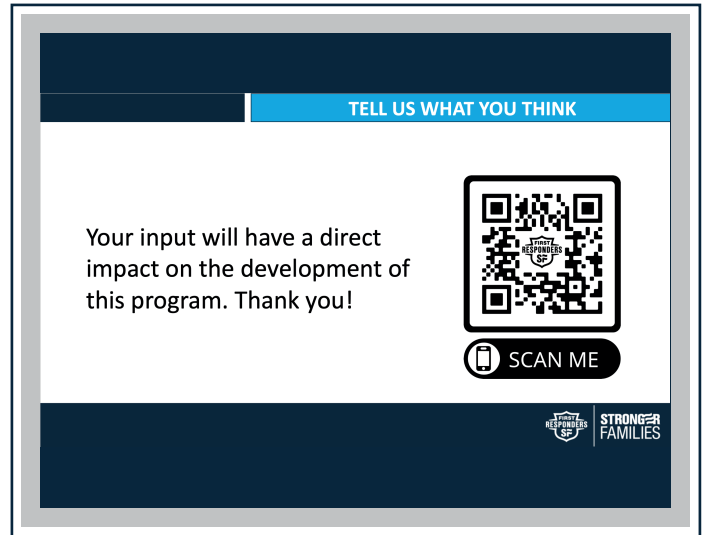 TELL US WHAT YOU THINK
Your input will have a direct
impact on the development of
this program. Thank you!
FIRST
RESPONDERS
SF
SCAN ME
FIRST
RESPONDERS
SF
STRONGER
FAMILIES